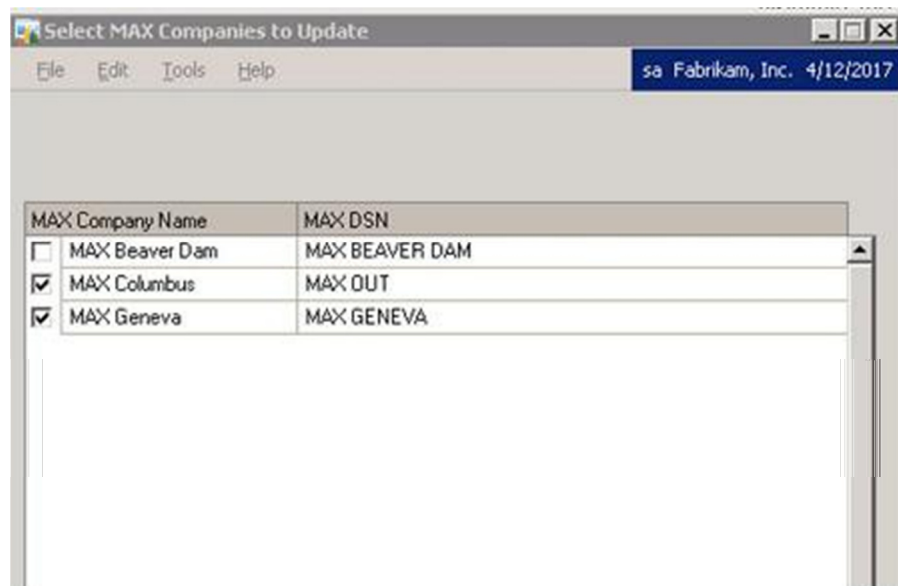 Select MAX Companies to Update
File Edit Tools Help sa Fabrikam, Inc. 4/12/2017
MAX Company Name MAX DSN
MAX Beaver Dam MAX BEAVER DAM
MAX Columbus MAX OUT
MAX Geneva MAX GENEVA